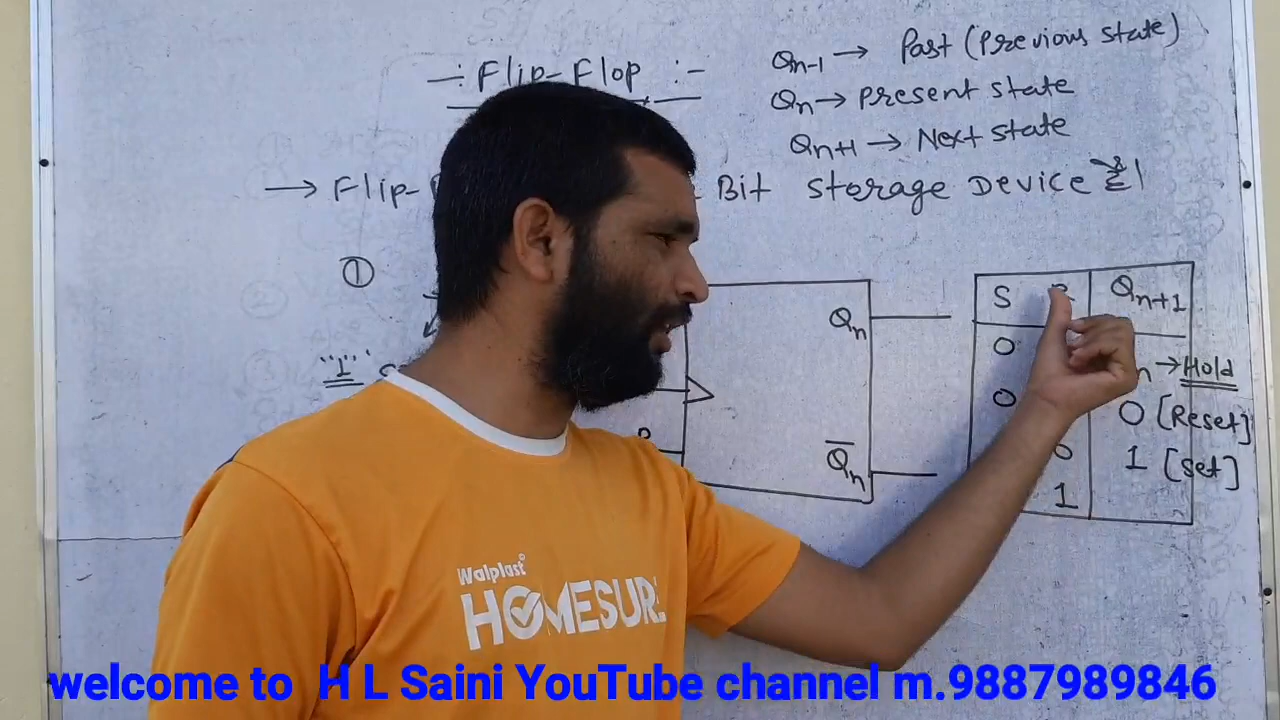 -: Flip-Flop :-
Qn-1 → Past (Previous state)
Qn → Present state
Qn+1 → Next state
→ Flip- Bit Storage Device है।
①
"1"
Qn
Q̅n
S Qn+1
0 n → Hold
0 0 [Reset]
0 1 [Set]
1
Walplast
HOMESURE
welcome to H L Saini YouTube channel m.9887989846